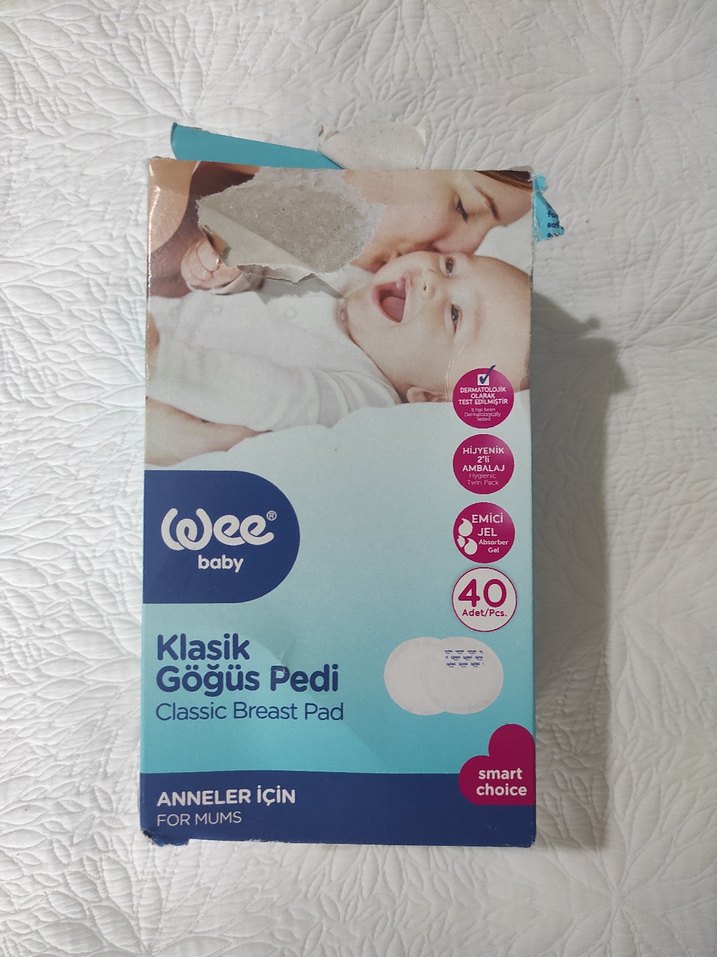 DERMATOLOJİK
OLARAK
TEST EDİLMİŞTİR
It has been
Dermatologically
Tested
HİJYENİK
2'li
AMBALAJ
Hygienic
Twin Pack
EMİCİ
JEL
Absorber
Gel
40
Adet/Pcs.
wee®
baby
Klasik
Göğüs Pedi
Classic Breast Pad
smart
choice
ANNELER İÇİN
FOR MUMS